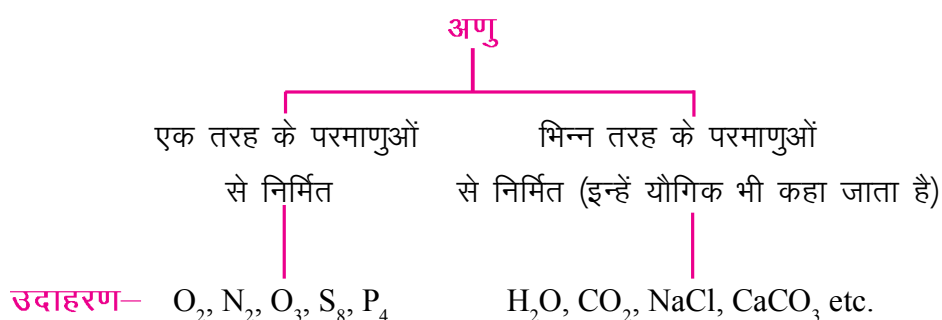 अणु
एक तरह के परमाणुओं
से निर्मित
भिन्न तरह के परमाणुओं
से निर्मित (इन्हें यौगिक भी कहा जाता है)
उदाहरण– O₂, N₂, O₃, S₈, P₄
H₂O, CO₂, NaCl, CaCO₃ etc.